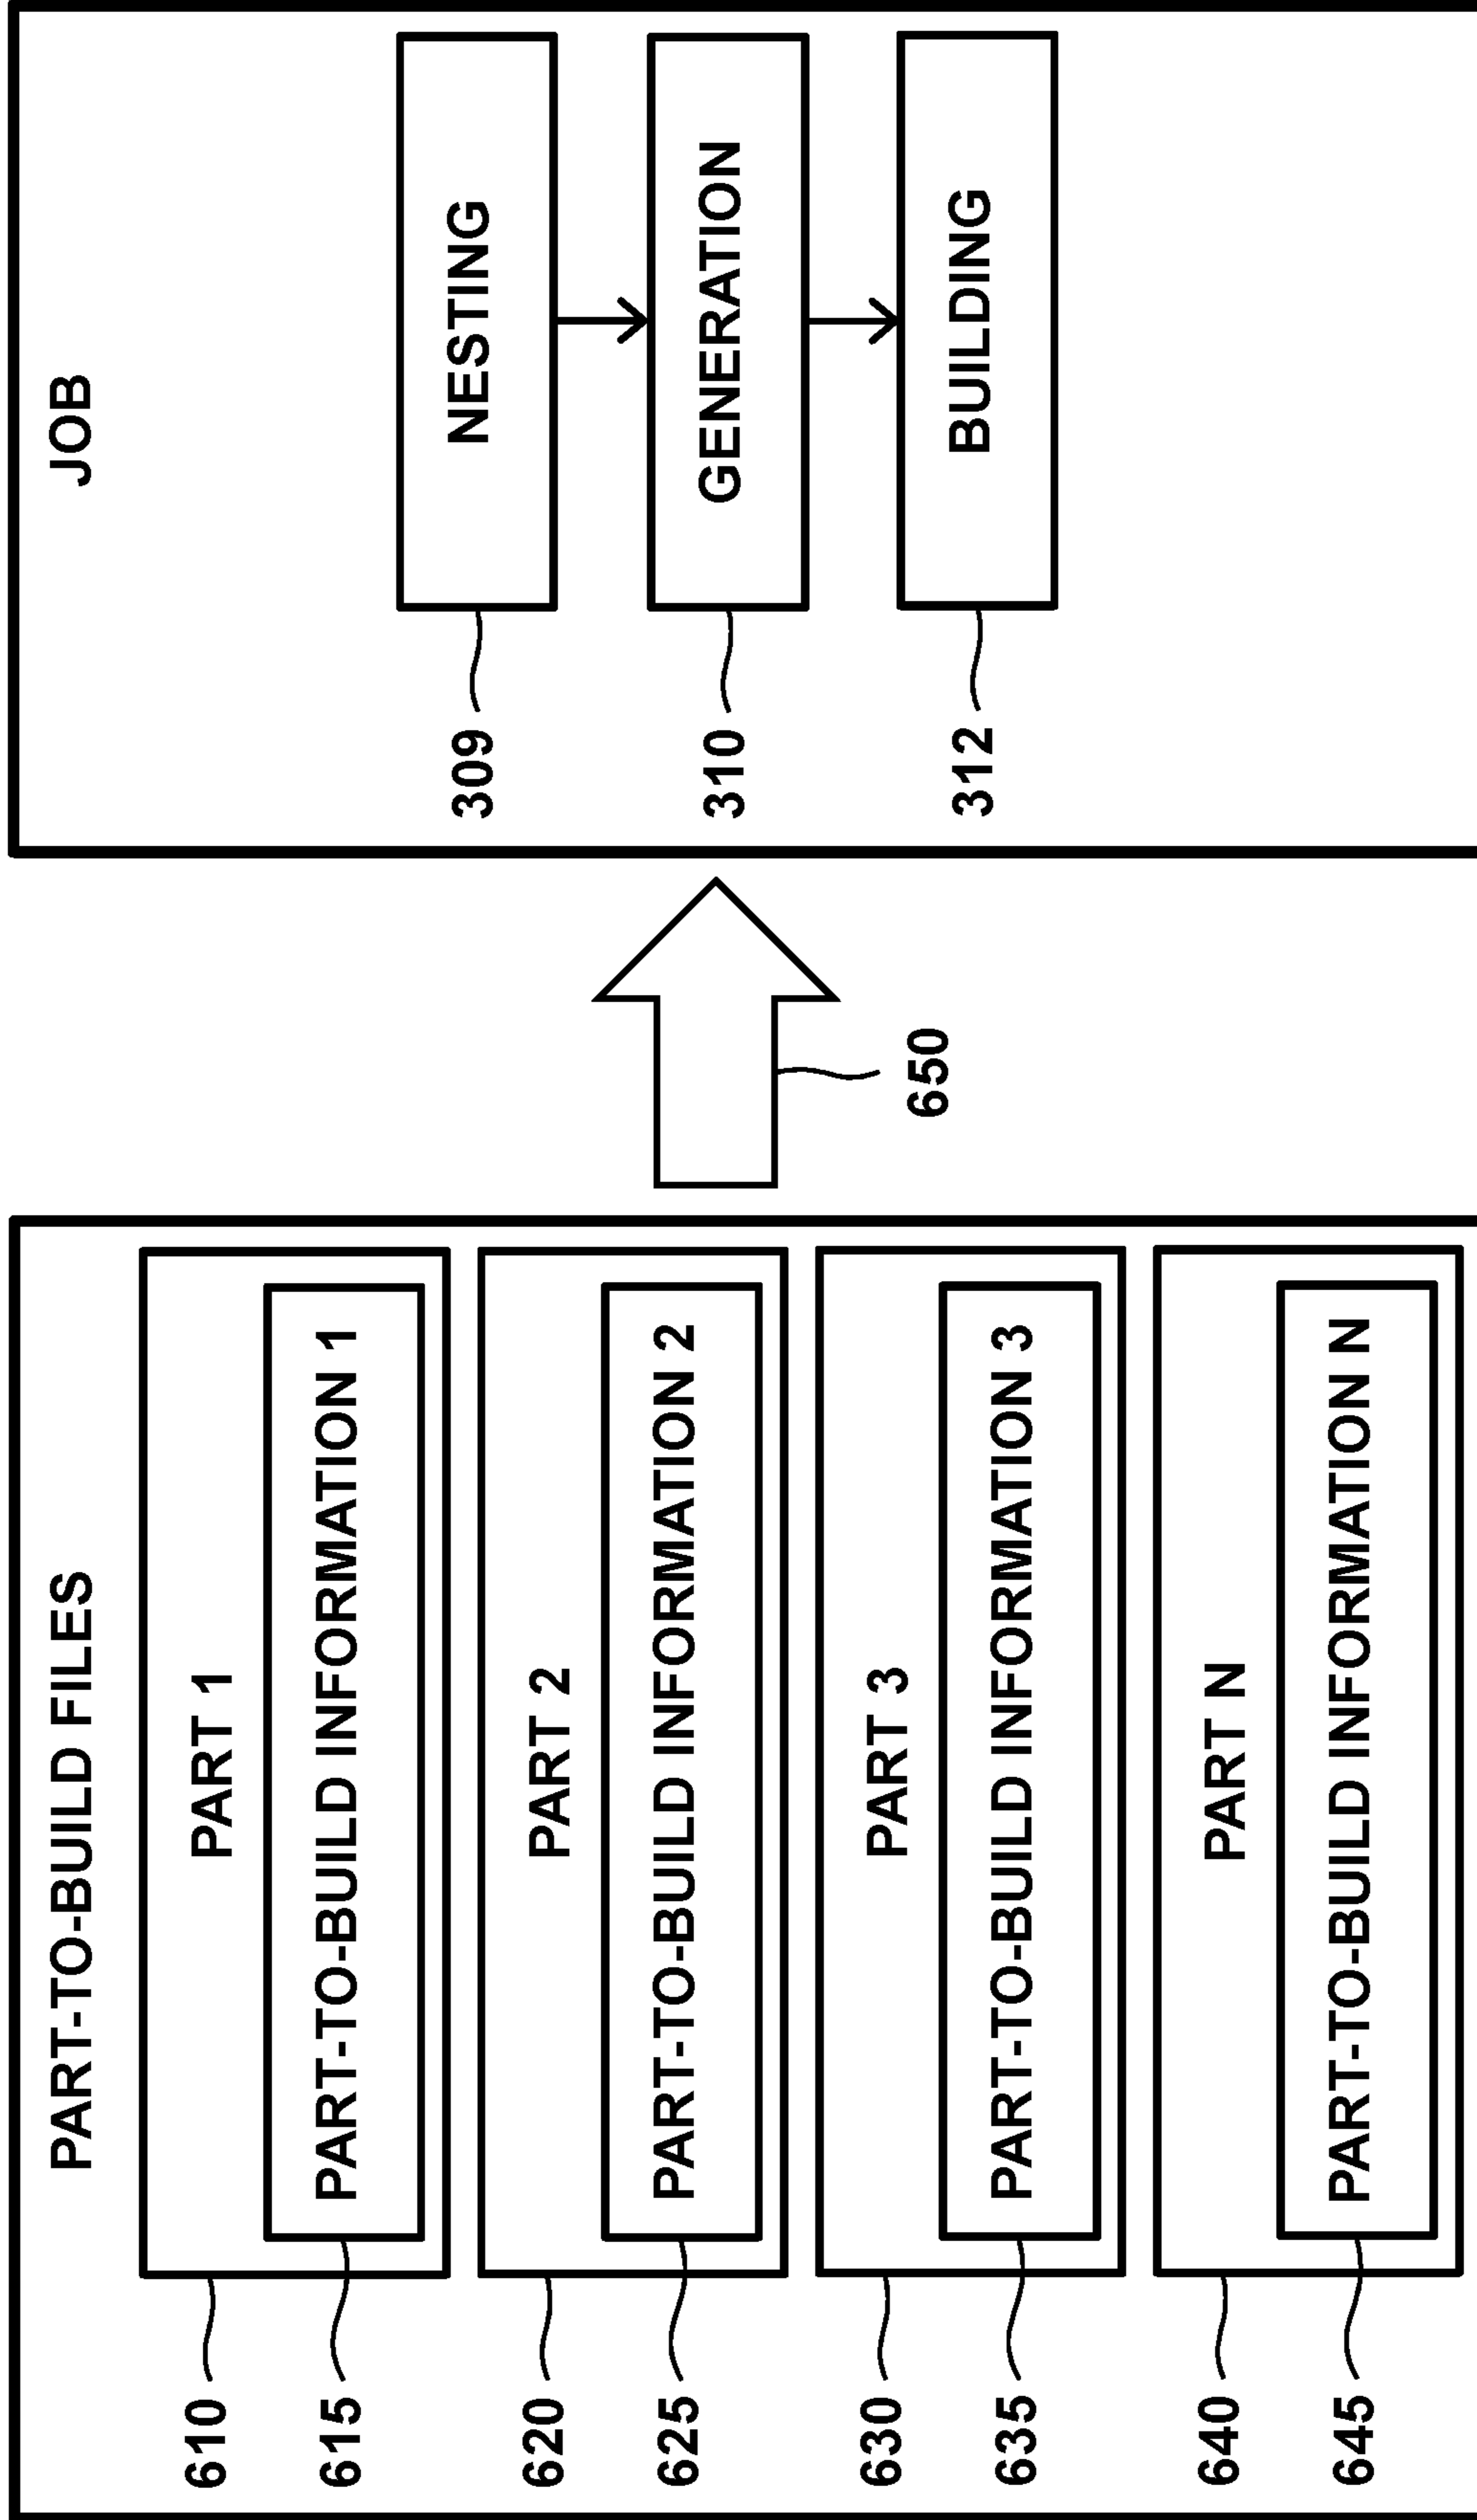 PART-TO-BUILD FILES
610
PART 1
615
PART-TO-BUILD INFORMATION 1
620
PART 2
625
PART-TO-BUILD INFORMATION 2
630
PART 3
635
PART-TO-BUILD INFORMATION 3
640
PART N
645
PART-TO-BUILD INFORMATION N
650
JOB
309
NESTING
310
GENERATION
312
BUILDING